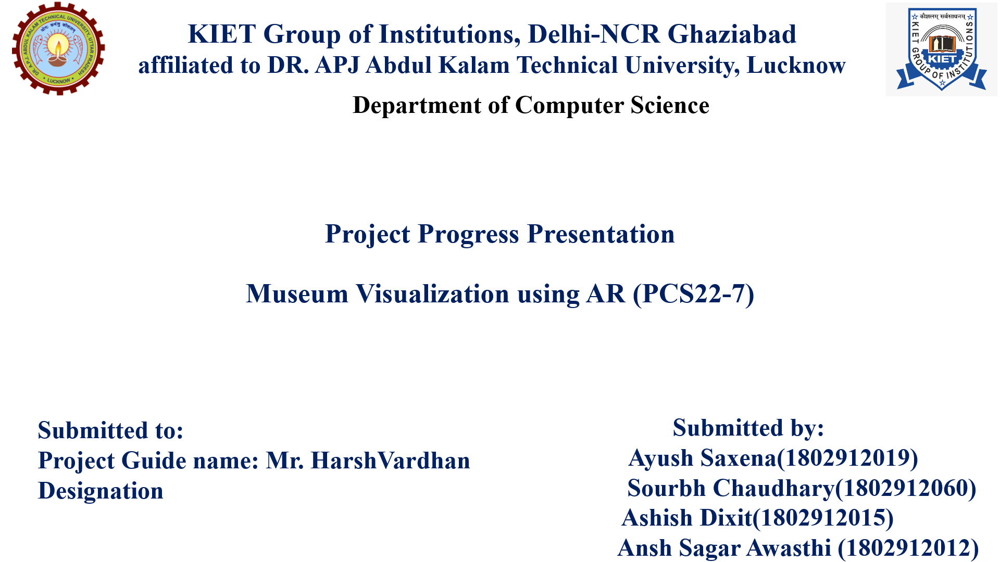 DR. A.P.J. ABDUL KALAM TECHNICAL UNIVERSITY, UTTAR PRADESH
योगः कर्मसु कौशलम्
• LUCKNOW •
KIET Group of Institutions, Delhi-NCR Ghaziabad
affiliated to DR. APJ Abdul Kalam Technical University, Lucknow
Department of Computer Science
कौशलम् सर्वसाधनम्
KIET GROUP OF INSTITUTIONS
KIET
Project Progress Presentation
Museum Visualization using AR (PCS22-7)
Submitted to:
Project Guide name: Mr. HarshVardhan
Designation
Submitted by:
Ayush Saxena(1802912019)
Sourbh Chaudhary(1802912060)
Ashish Dixit(1802912015)
Ansh Sagar Awasthi (1802912012)